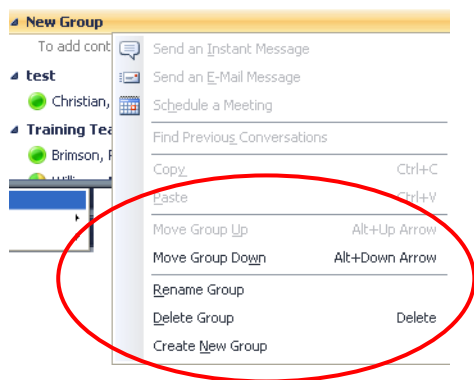 New Group
To add cont
Send an Instant Message
test
Send an E-Mail Message
Christian,
Schedule a Meeting
Training Tea
Find Previous Conversations
Brimson, F
Copy Ctrl+C
Paste Ctrl+V
Move Group Up Alt+Up Arrow
Move Group Down Alt+Down Arrow
Rename Group
Delete Group Delete
Create New Group